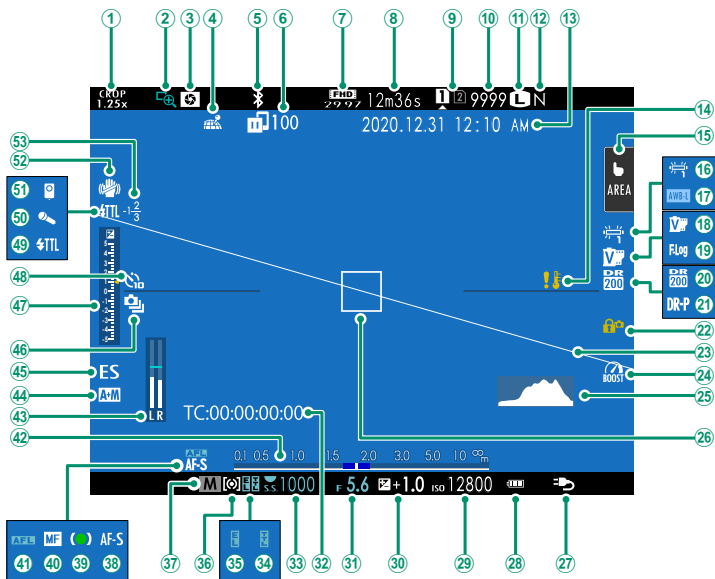 1 2 3 4 5 6 7 8 9 10 11 12 13
CROP 1.25x FHD 29.97 12m36s 1 2 9999 L N
100 2020.12.31 12:10 AM
14
53
15
52
AREA
16
51
AWB-L 17
50 TTL -1 2/3
1
V 18
49 TTL
V F-Log 19
DR 200
DR 200 20
48 10
47
DR-P 21
46
22
23
45 ES
BOOST 24
44 A+M
25
43 L R
TC:00:00:00:00
42
26
AFL
AF-S
0.1 0.5 1.0 1.5 2.0 3.0 5.0 10 ∞m
M E L T Z S.S. 1000 F 5.6 +1.0 ISO 12800
AFL MF AF-S
E L T Z
41 40 39 38 37 36 35 34 33 32 31 30 29 28 27